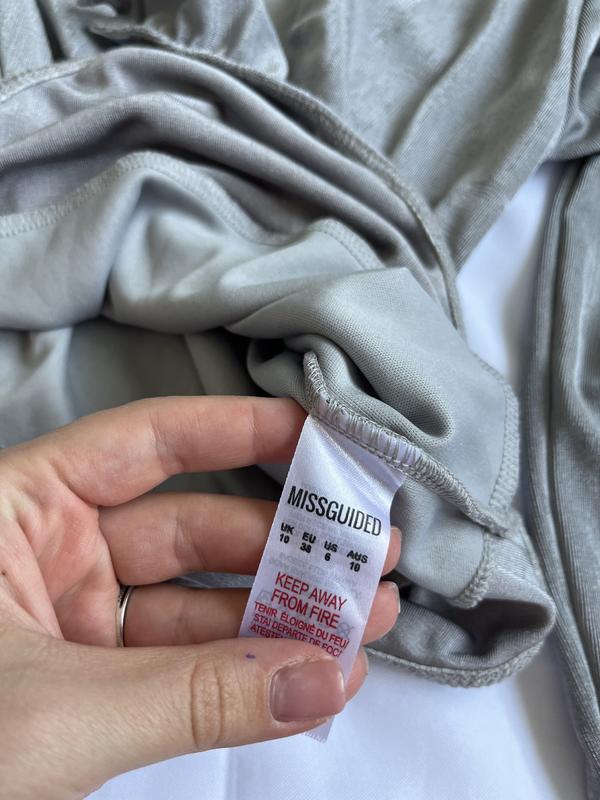 MISSGUIDED
UK EU US AUS
10 38 6 10
KEEP AWAY
FROM FIRE
TENIR ÉLOIGNÉ DU FEU
STAI DEPARTE DE FOC